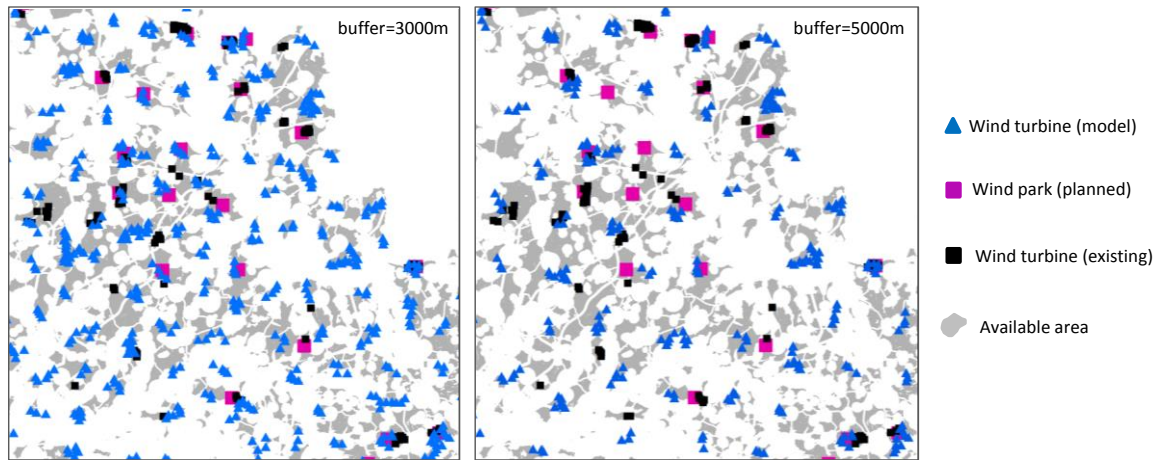 buffer=3000m
buffer=5000m
Wind turbine (model)
Wind park (planned)
Wind turbine (existing)
Available area